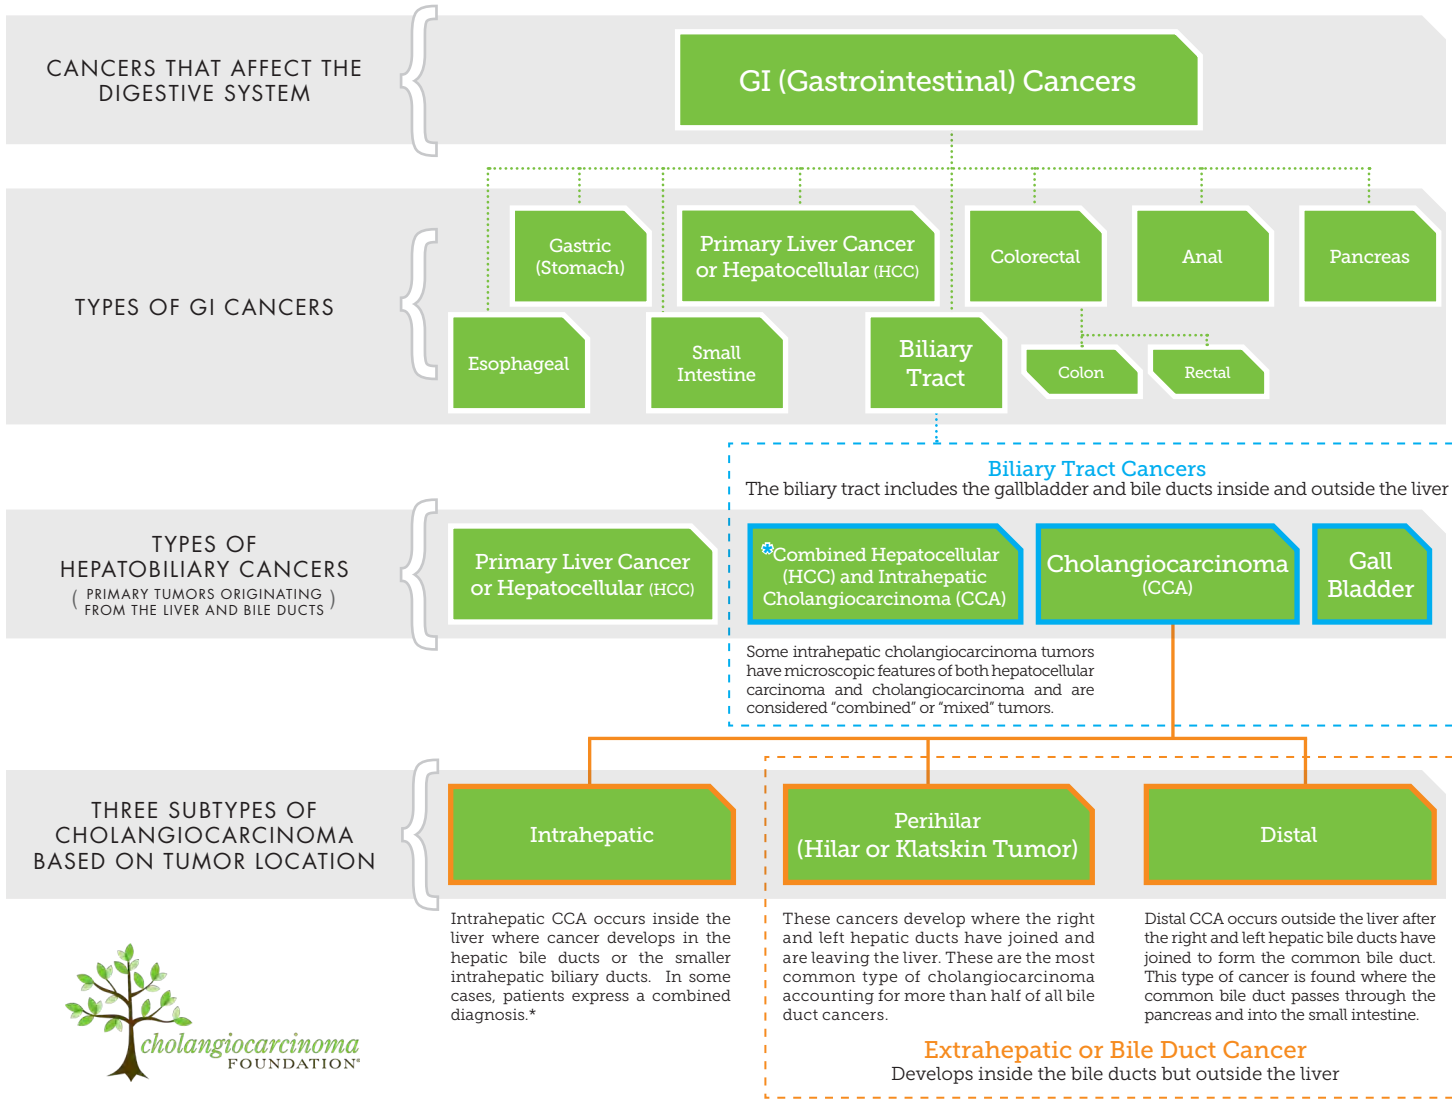 CANCERS THAT AFFECT THE
DIGESTIVE SYSTEM
GI (Gastrointestinal) Cancers
TYPES OF GI CANCERS
Gastric
(Stomach)
Primary Liver Cancer
or Hepatocellular (HCC)
Colorectal
Anal
Pancreas
Esophageal
Small
Intestine
Biliary
Tract
Colon
Rectal
Biliary Tract Cancers
The biliary tract includes the gallbladder and bile ducts inside and outside the liver
TYPES OF
HEPATOBILIARY CANCERS
( PRIMARY TUMORS ORIGINATING
FROM THE LIVER AND BILE DUCTS )
Primary Liver Cancer
or Hepatocellular (HCC)
*Combined Hepatocellular
(HCC) and Intrahepatic
Cholangiocarcinoma (CCA)
Cholangiocarcinoma
(CCA)
Gall
Bladder
Some intrahepatic cholangiocarcinoma tumors
have microscopic features of both hepatocellular
carcinoma and cholangiocarcinoma and are
considered “combined” or “mixed” tumors.
THREE SUBTYPES OF
CHOLANGIOCARCINOMA
BASED ON TUMOR LOCATION
Intrahepatic
Perihilar
(Hilar or Klatskin Tumor)
Distal
Intrahepatic CCA occurs inside the
liver where cancer develops in the
hepatic bile ducts or the smaller
intrahepatic biliary ducts. In some
cases, patients express a combined
diagnosis.*
These cancers develop where the right
and left hepatic ducts have joined and
are leaving the liver. These are the most
common type of cholangiocarcinoma
accounting for more than half of all bile
duct cancers.
Distal CCA occurs outside the liver after
the right and left hepatic bile ducts have
joined to form the common bile duct.
This type of cancer is found where the
common bile duct passes through the
pancreas and into the small intestine.
Extrahepatic or Bile Duct Cancer
Develops inside the bile ducts but outside the liver
cholangiocarcinoma
FOUNDATION®